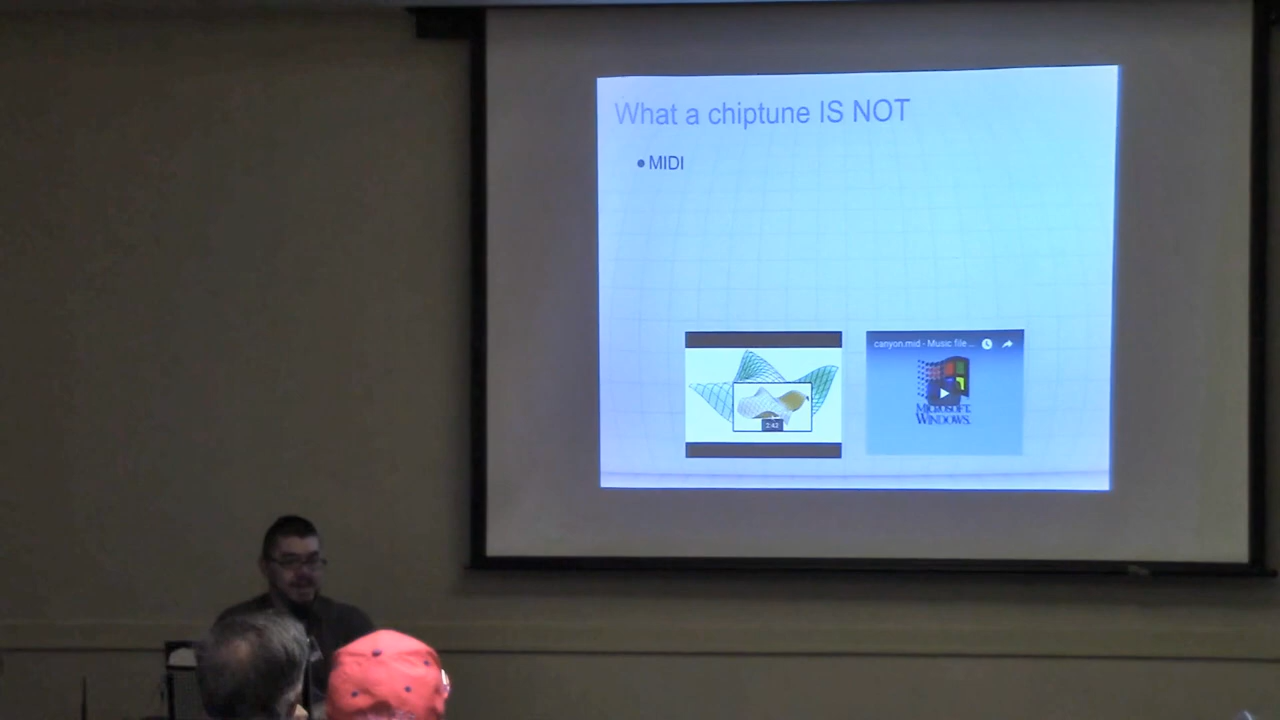 What a chiptune IS NOT
• MIDI
canyon.mid - Music file ...
2:42
MICROSOFT
WINDOWS.